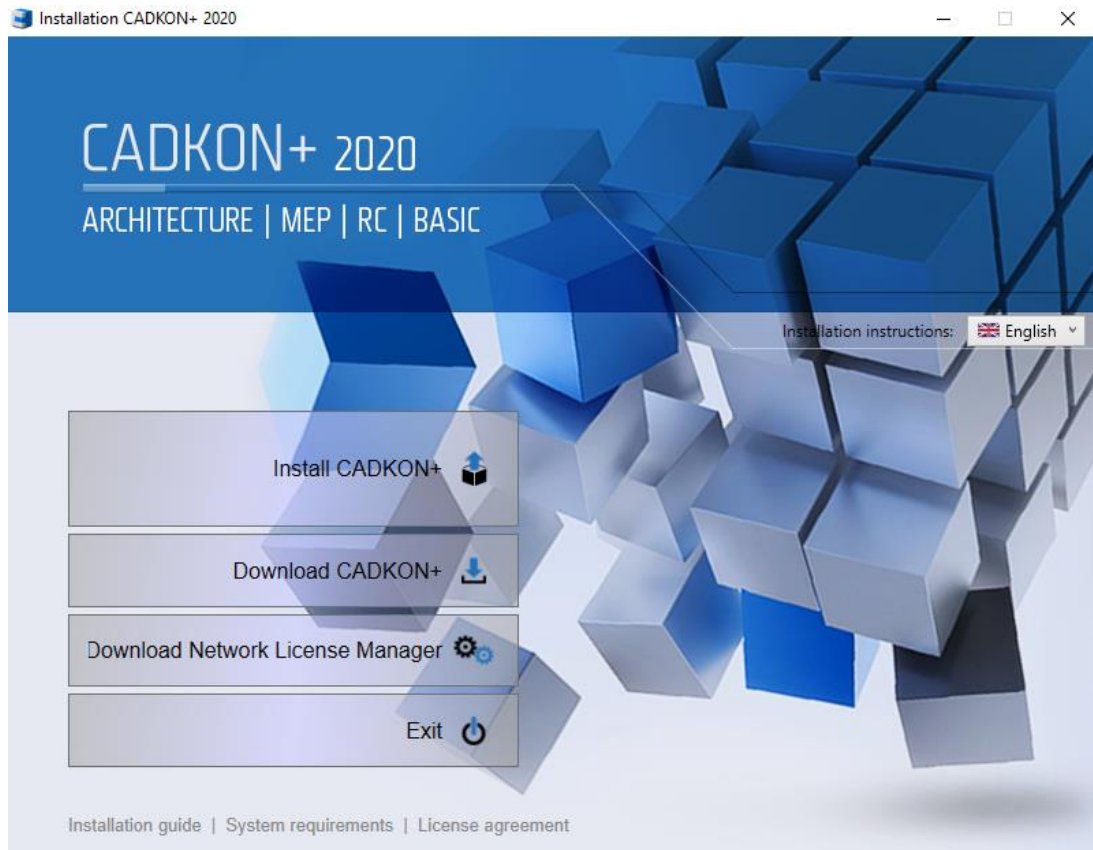 Installation CADKON+ 2020
CADKON+ 2020
ARCHITECTURE | MEP | RC | BASIC
Installation instructions: English
Install CADKON+
Download CADKON+
Download Network License Manager
Exit
Installation guide | System requirements | License agreement